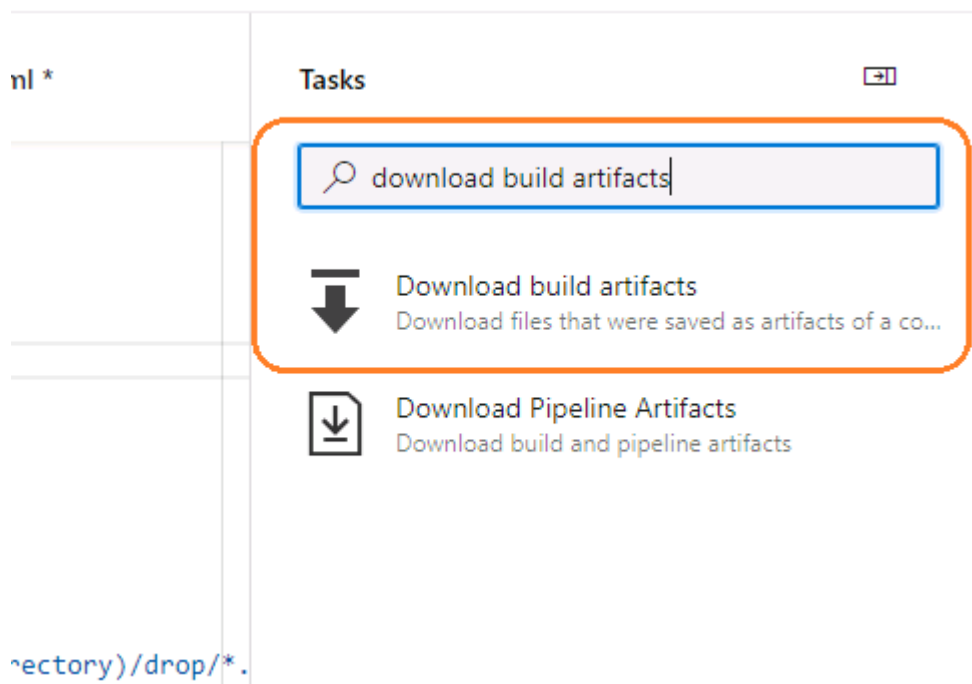 ml *
Tasks
download build artifacts
Download build artifacts
Download files that were saved as artifacts of a co...
Download Pipeline Artifacts
Download build and pipeline artifacts
rectory)/drop/*.